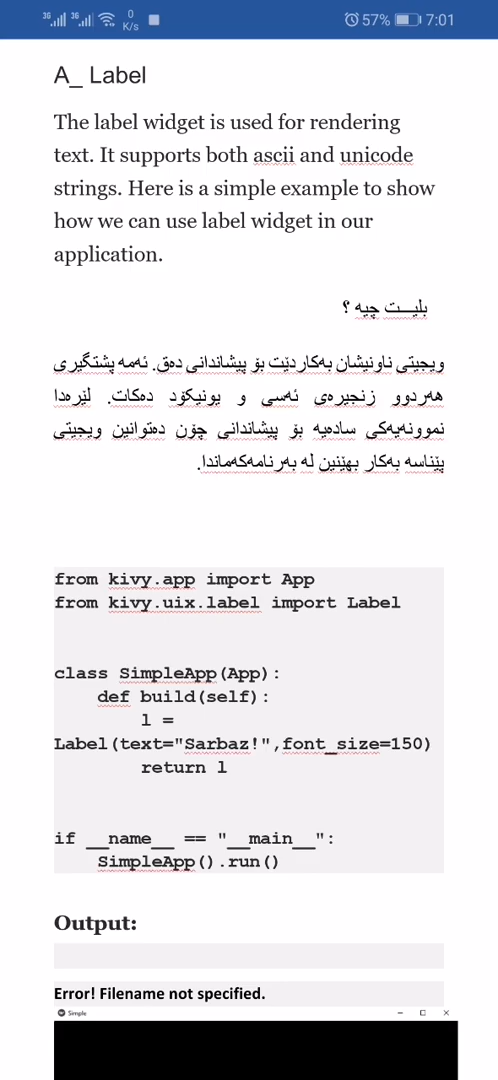 3G 3G 0 K/s 57% 7:01
A_ Label
The label widget is used for rendering
text. It supports both ascii and unicode
strings. Here is a simple example to show
how we can use label widget in our
application.
بلیـــت چیه ؟
ویجیتی ناونیشان بەکاردێت بۆ پیشاندانی دەق. ئەمە پشتگیری
هەردوو زنجیرەی ئەسی و یونیکۆد دەکات. لێرەدا
نموونەیەکی سادەیە بۆ پیشاندانی چۆن دەتوانین ویجیتی
پێناسە بەکار بهێنین لە بەرنامەکەماندا.
from kivy.app import App
from kivy.uix.label import Label
class SimpleApp(App):
def build(self):
l =
Label(text="Sarbaz!",font_size=150)
return l
if __name__ == "__main__":
SimpleApp().run()
Output:
Error! Filename not specified.
Simple